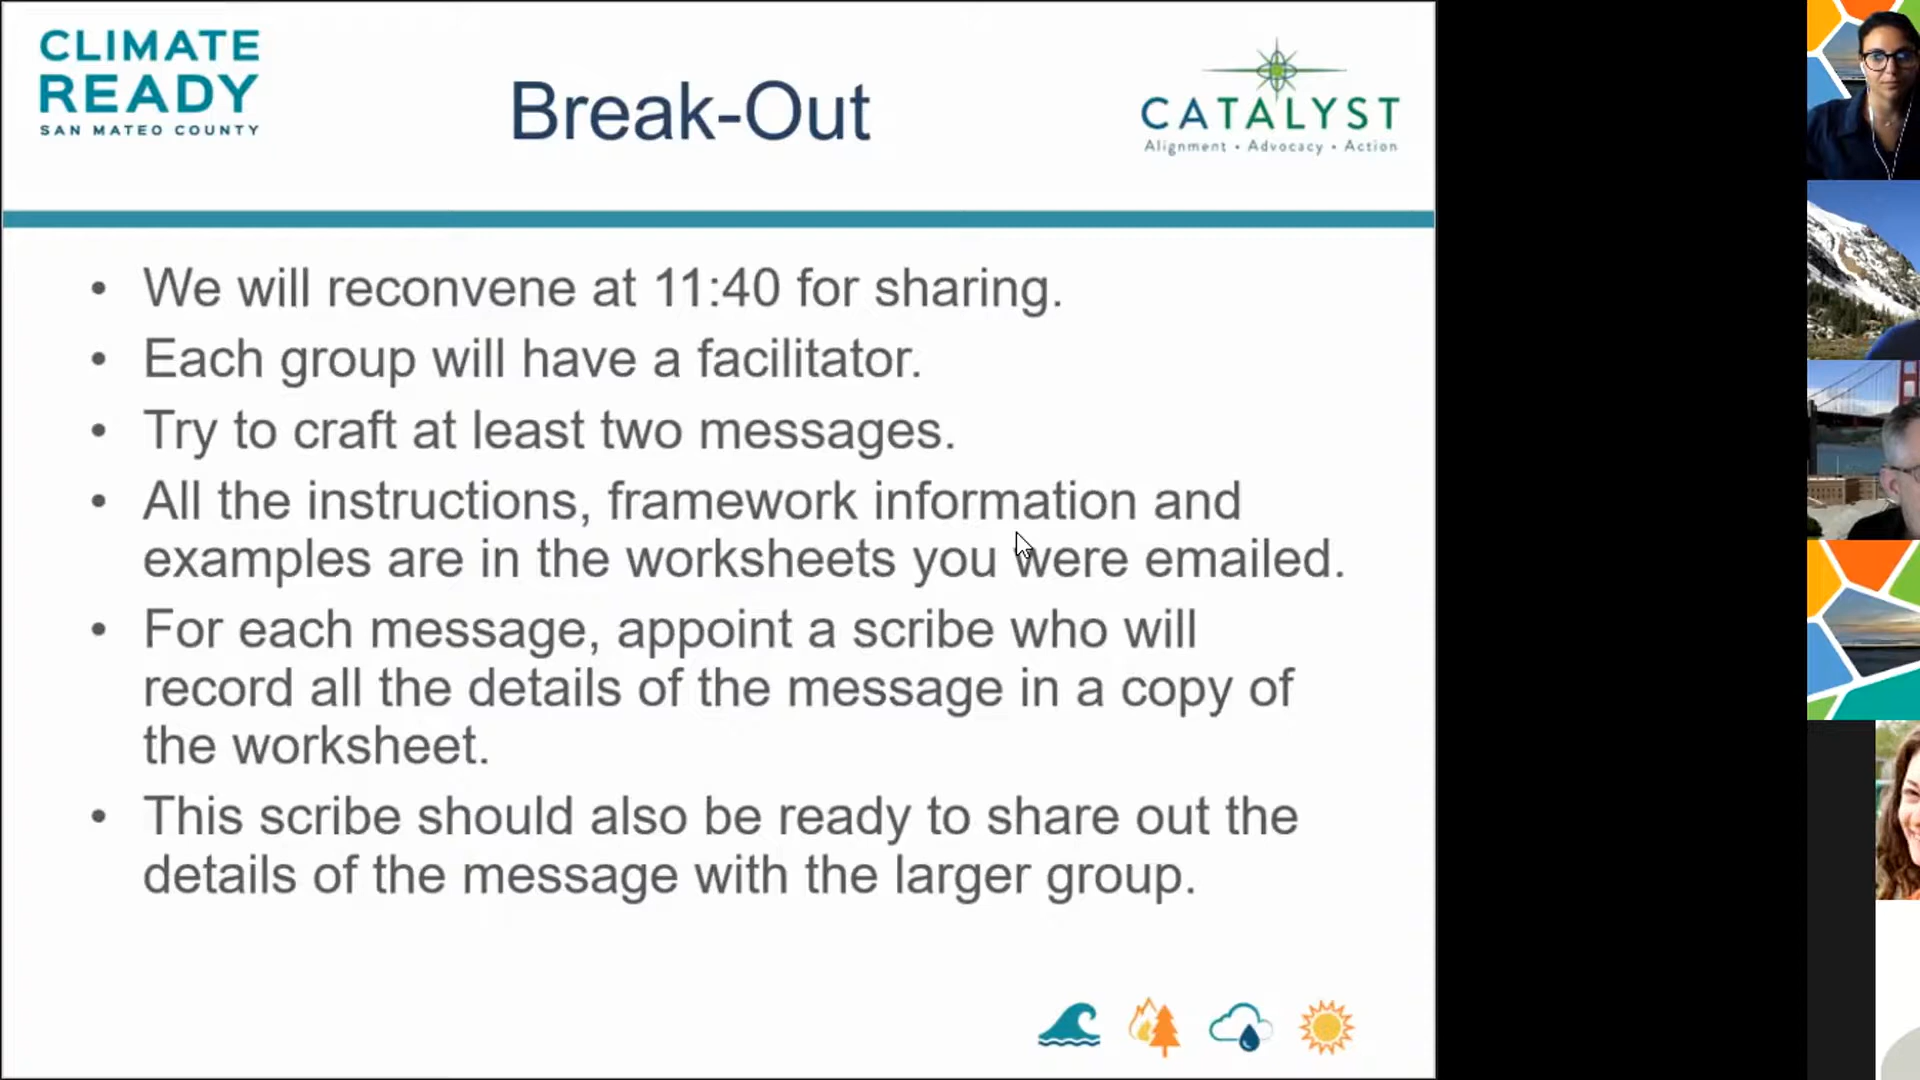 CLIMATE
READY
SAN MATEO COUNTY
Break-Out
CATALYST
Alignment • Advocacy • Action
• We will reconvene at 11:40 for sharing.
• Each group will have a facilitator.
• Try to craft at least two messages.
• All the instructions, framework information and
examples are in the worksheets you were emailed.
• For each message, appoint a scribe who will
record all the details of the message in a copy of
the worksheet.
• This scribe should also be ready to share out the
details of the message with the larger group.